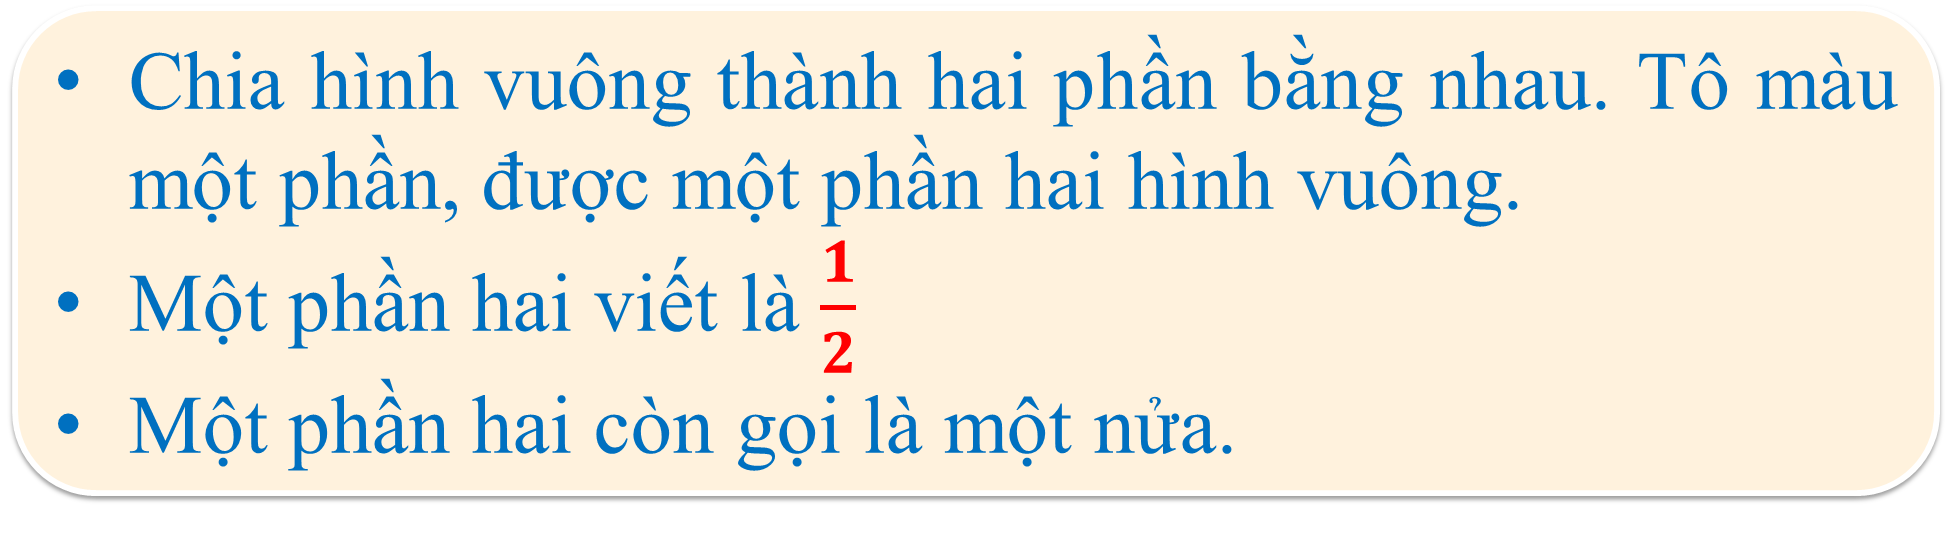 • Chia hình vuông thành hai phần bằng nhau. Tô màu
một phần, được một phần hai hình vuông.
• Một phần hai viết là 1/2
• Một phần hai còn gọi là một nửa.